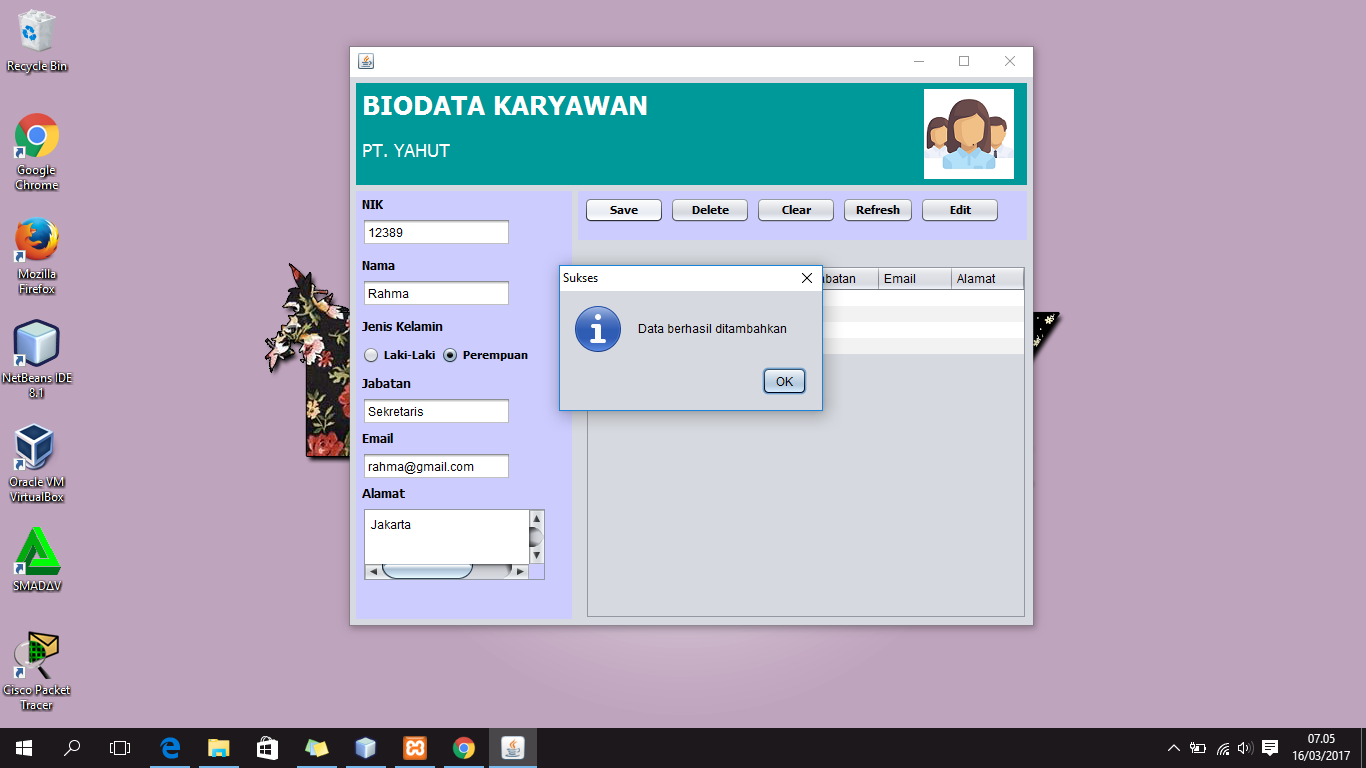 Recycle Bin
Google
Chrome
Mozilla
Firefox
NetBeans IDE
8.1
Oracle VM
VirtualBox
SMADAV
Cisco Packet
Tracer
BIODATA KARYAWAN
PT. YAHUT
NIK
12389
Nama
Rahma
Jenis Kelamin
Laki-Laki Perempuan
Jabatan
Sekretaris
Email
rahma@gmail.com
Alamat
Jakarta
Save Delete Clear Refresh Edit
Email Alamat
Sukses
Data berhasil ditambahkan
OK
07.05
16/03/2017